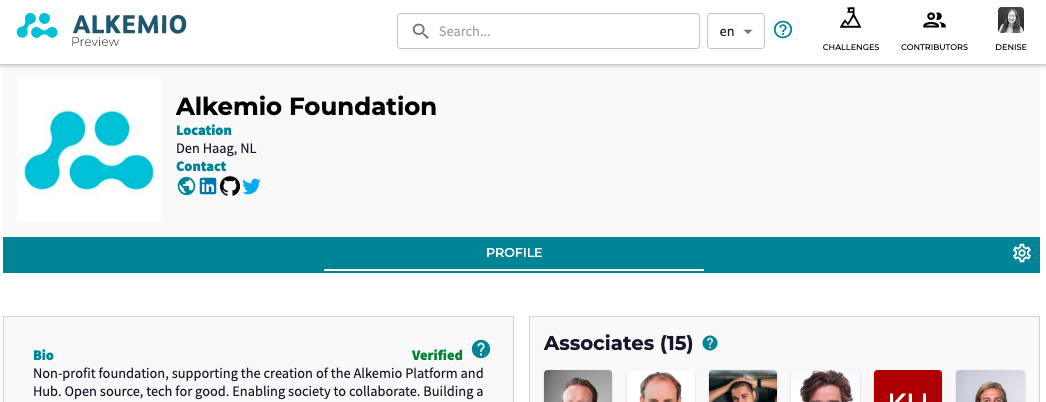 ALKEMIO
Preview
Search...
en
CHALLENGES
CONTRIBUTORS
DENISE
Alkemio Foundation
Location
Den Haag, NL
Contact
PROFILE
Bio
Verified
Non-profit foundation, supporting the creation of the Alkemio Platform and
Hub. Open source, tech for good. Enabling society to collaborate. Building a
Associates (15)